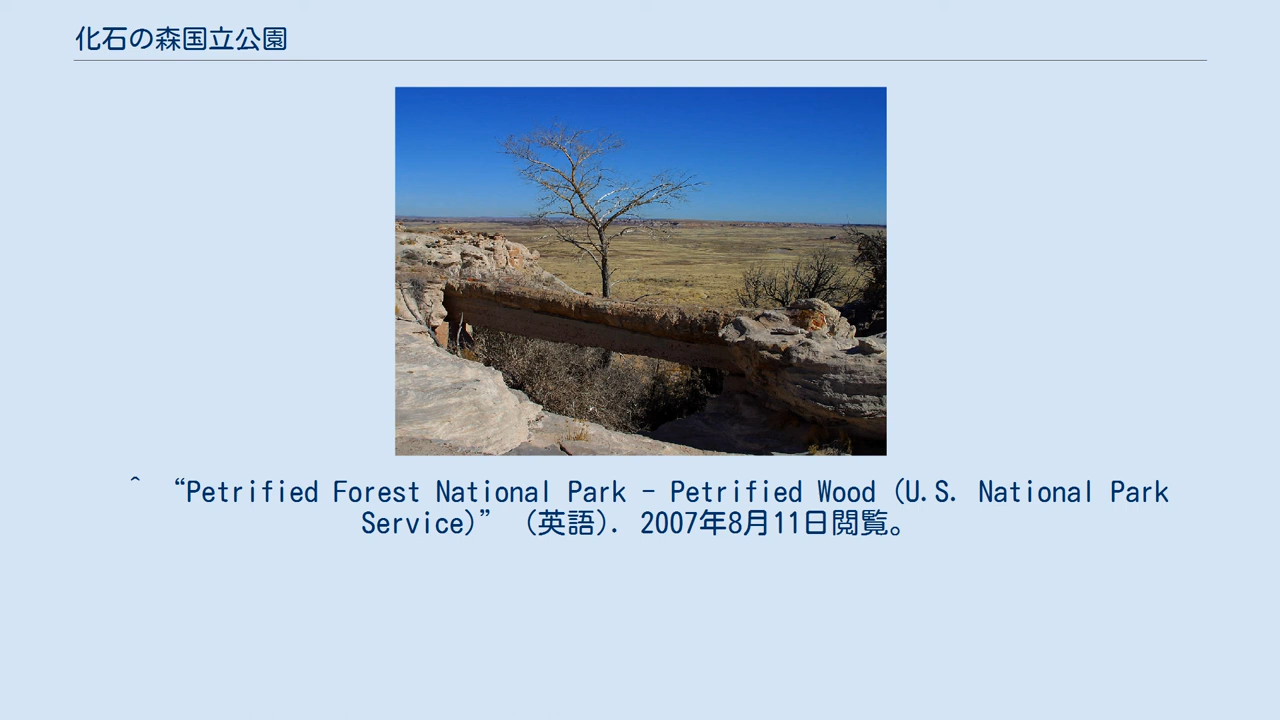 化石の森国立公園
^ “Petrified Forest National Park - Petrified Wood (U.S. National Park
Service)” (英語). 2007年8月11日閲覧。